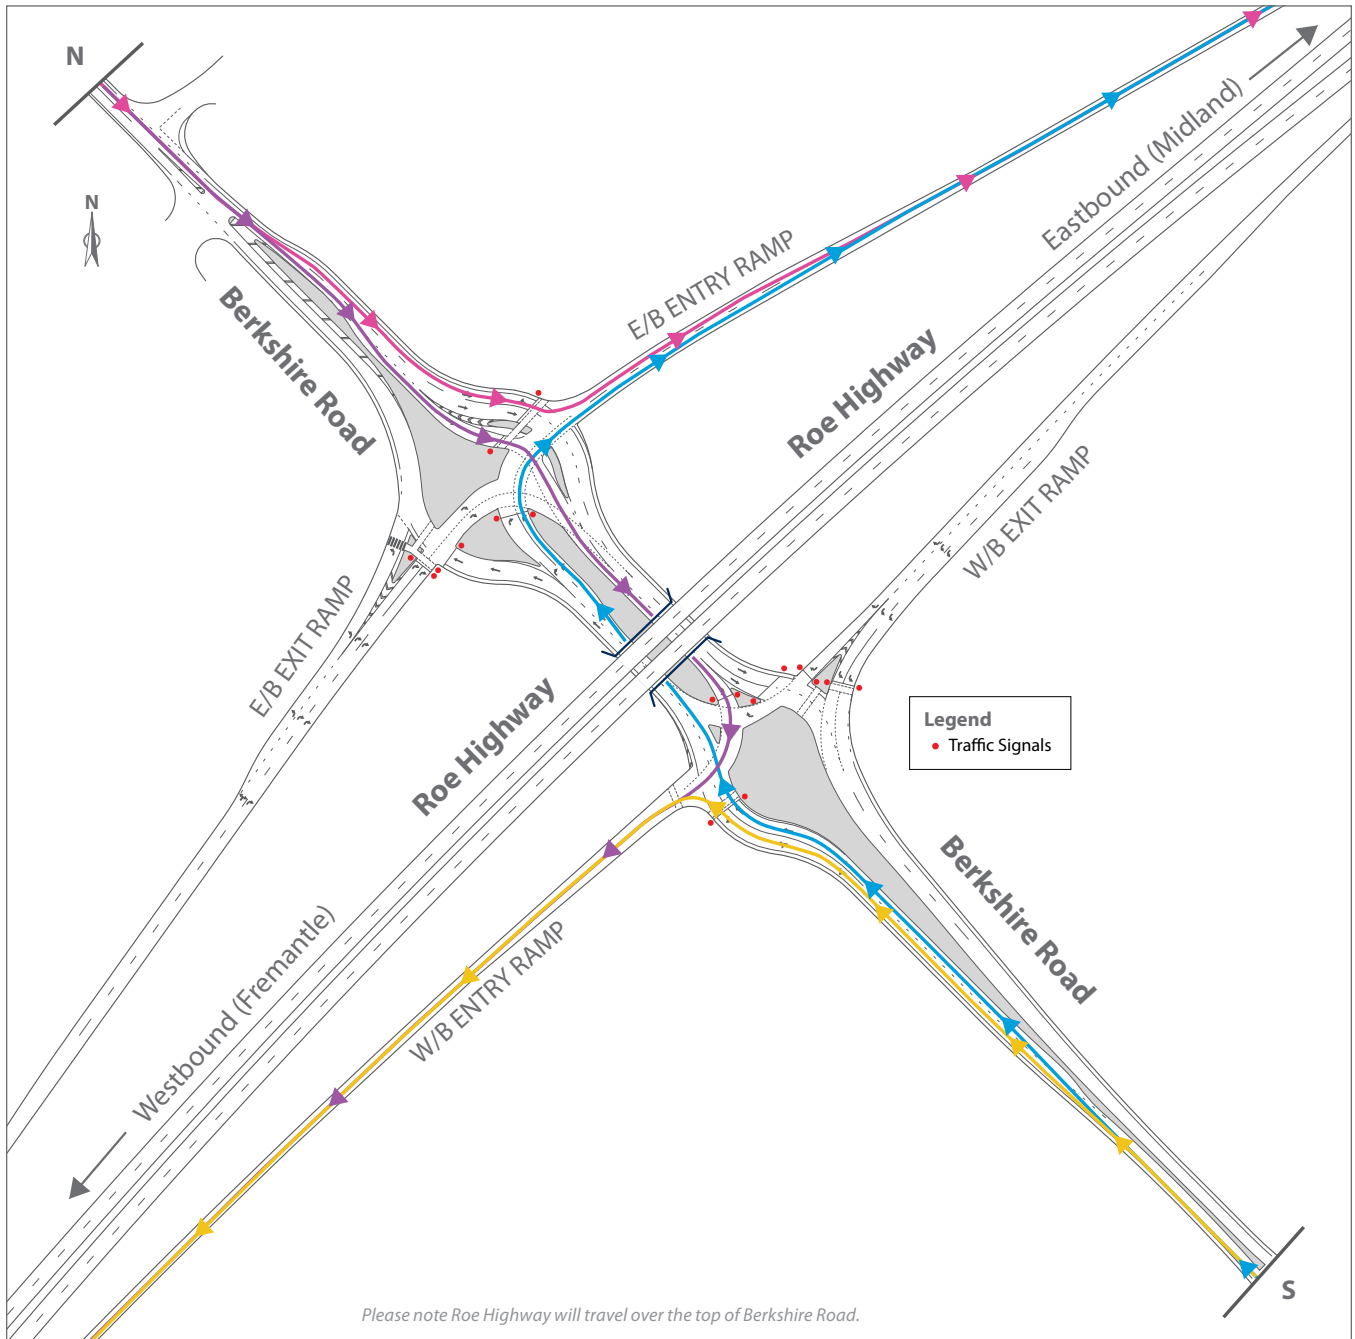 N
N
Eastbound (Midland)
E/B ENTRY RAMP
Berkshire Road
Roe Highway
W/B EXIT RAMP
E/B EXIT RAMP
Legend
Traffic Signals
Roe Highway
Berkshire Road
Westbound (Fremantle)
W/B ENTRY RAMP
S
Please note Roe Highway will travel over the top of Berkshire Road.